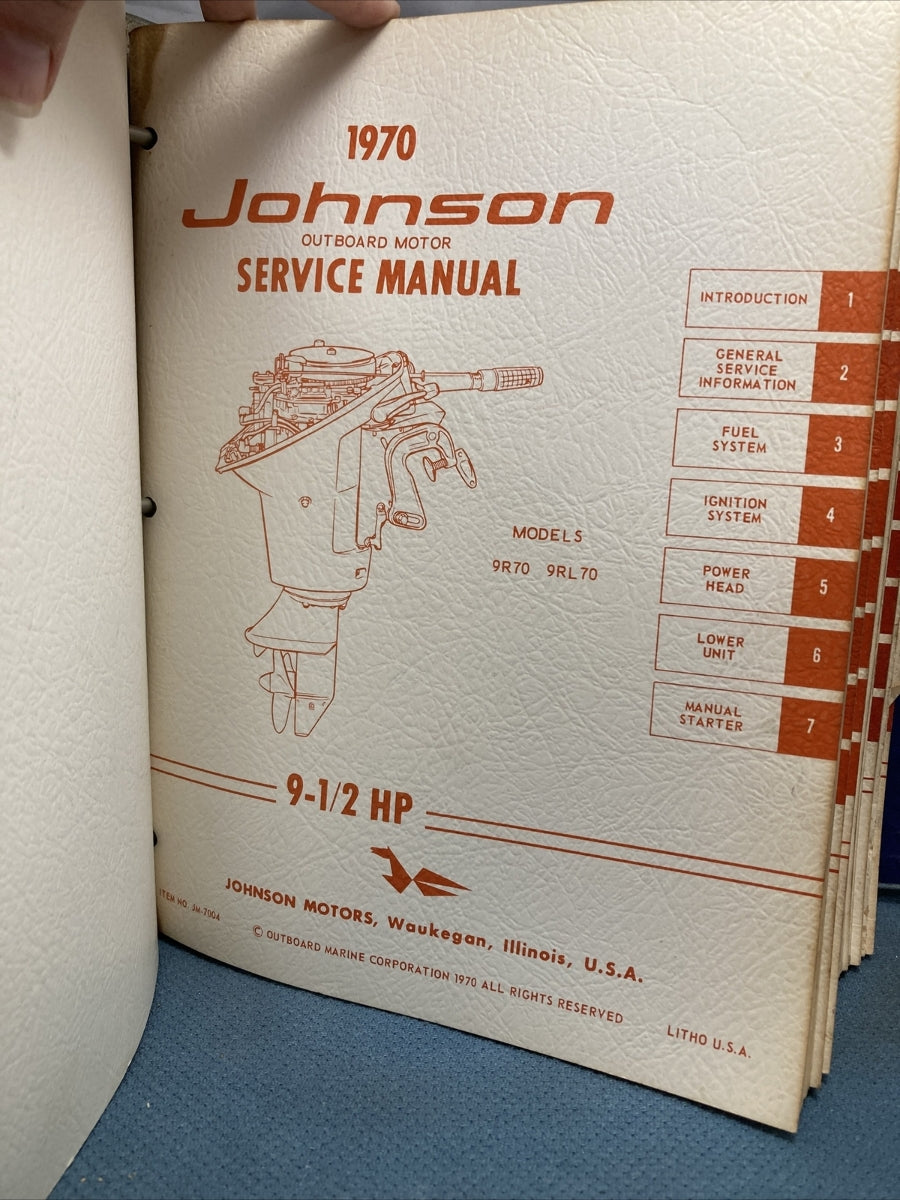 1970
Johnson
OUTBOARD MOTOR
SERVICE MANUAL
INTRODUCTION 1
GENERAL
SERVICE
INFORMATION 2
FUEL
SYSTEM 3
IGNITION
SYSTEM 4
POWER
HEAD 5
LOWER
UNIT 6
MANUAL
STARTER 7
MODELS
9R70 9RL70
9-1/2 HP
JOHNSON MOTORS, Waukegan, Illinois, U.S.A.
ITEM NO. JM-7004
© OUTBOARD MARINE CORPORATION 1970 ALL RIGHTS RESERVED
LITHO U.S.A.